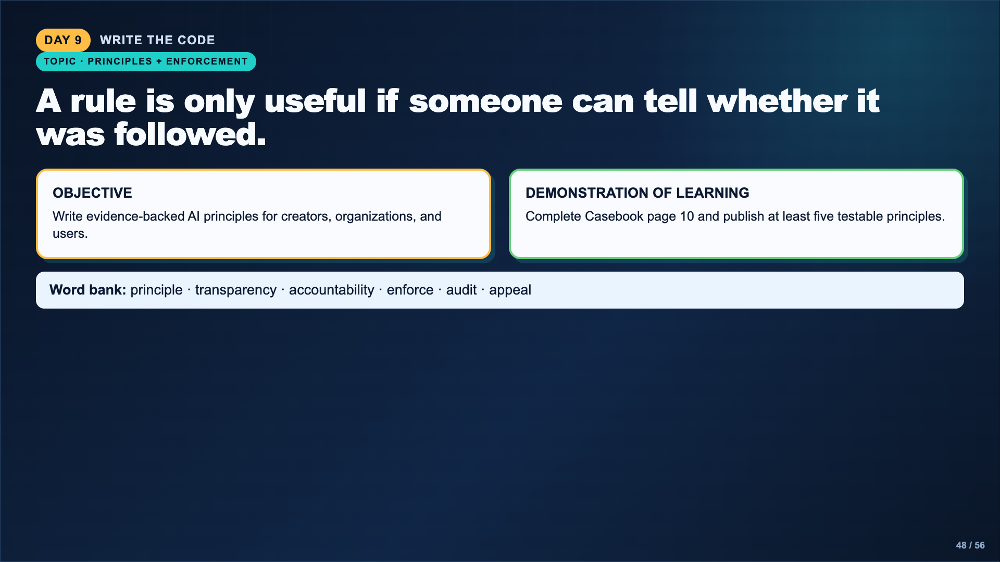 DAY 9 WRITE THE CODE
TOPIC · PRINCIPLES + ENFORCEMENT
A rule is only useful if someone can tell whether it
was followed.
OBJECTIVE
Write evidence-backed AI principles for creators, organizations, and
users.
DEMONSTRATION OF LEARNING
Complete Casebook page 10 and publish at least five testable principles.
Word bank: principle · transparency · accountability · enforce · audit · appeal
48 / 56